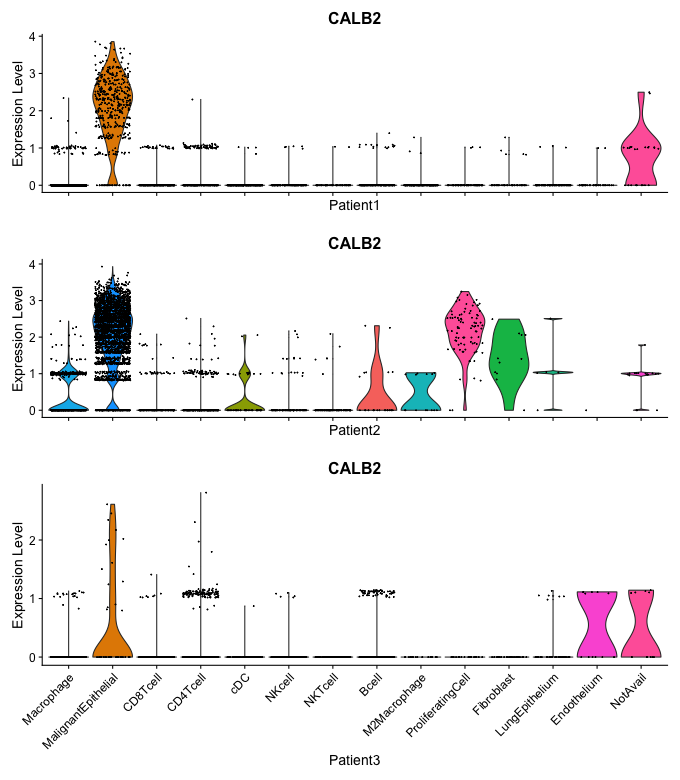 CALB2
Expression Level
4
3
2
1
0
Patient1
CALB2
Expression Level
4
3
2
1
0
Patient2
CALB2
Expression Level
2
1
0
Macrophage
MalignantEpithelial
CD8Tcell
CD4Tcell
cDC
NKcell
NKTcell
Bcell
M2Macrophage
ProliferatingCell
Fibroblast
LungEpithelium
Endothelium
NotAvail
Patient3